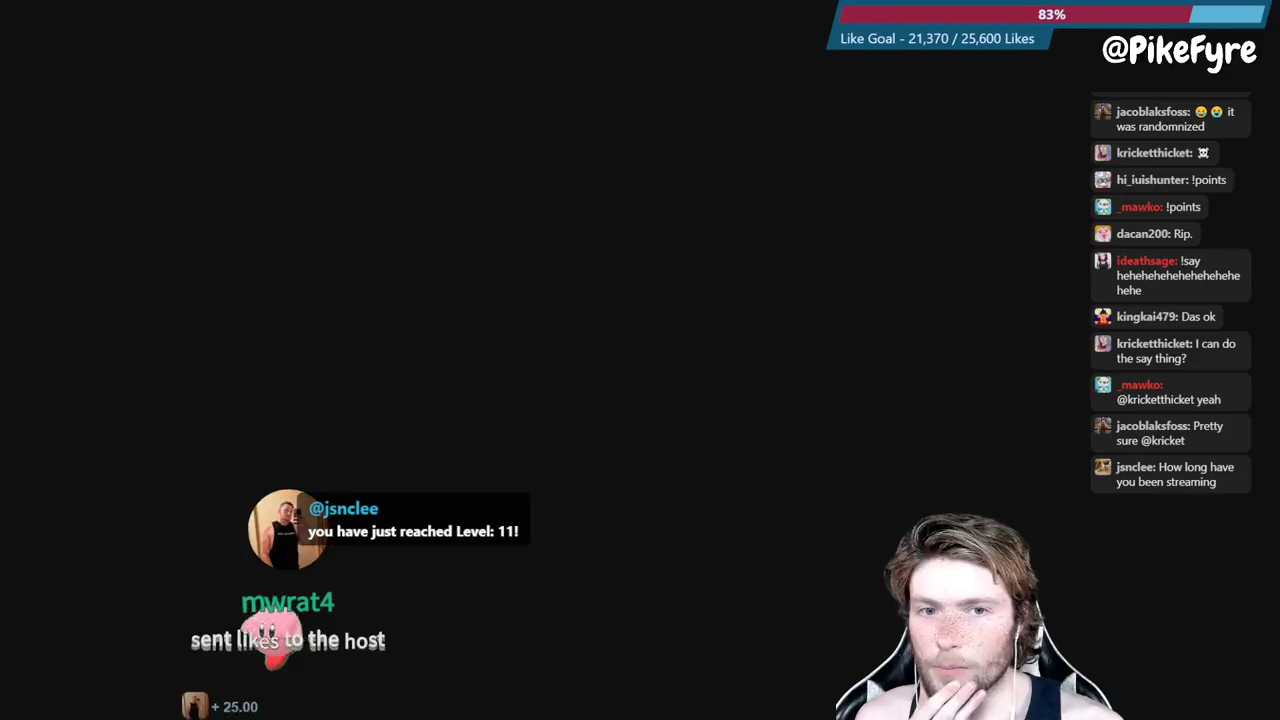 83%
Like Goal - 21,370 / 25,600 Likes
@PikeFyre
jacoblaksfoss: 😂 😭 it
was randomnized
kricketthicket: ☠
hi_iuishunter: !points
_mawko: !points
dacan200: Rip.
ideathsage: !say
hehehehehehehehehehe
hehe
kingkai479: Das ok
kricketthicket: I can do
the say thing?
_mawko:
@kricketthicket yeah
jacoblaksfoss: Pretty
sure @kricket
jsnclee: How long have
you been streaming
@jsnclee
you have just reached Level: 11!
mwrat4
sent likes to the host
+ 25.00